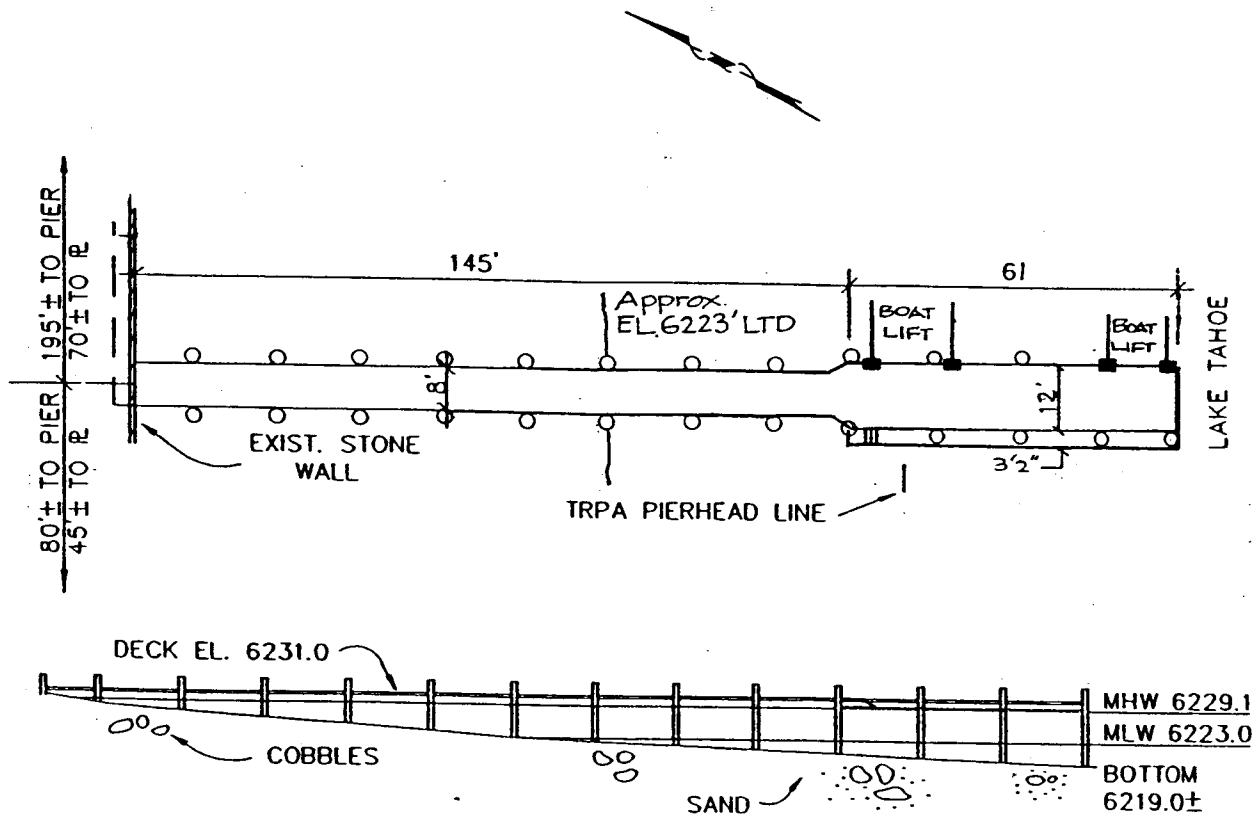 195'± TO PIER
70'± TO ⅊
80'± TO PIER
45'± TO ⅊
145'
61
Approx.
EL. 6223' LTD
BOAT
LIFT
BOAT
LIFT
LAKE TAHOE
8'
12'
3'2"
EXIST. STONE
WALL
TRPA PIERHEAD LINE
DECK EL. 6231.0
MHW 6229.1
MLW 6223.0
COBBLES
SAND
BOTTOM
6219.0±